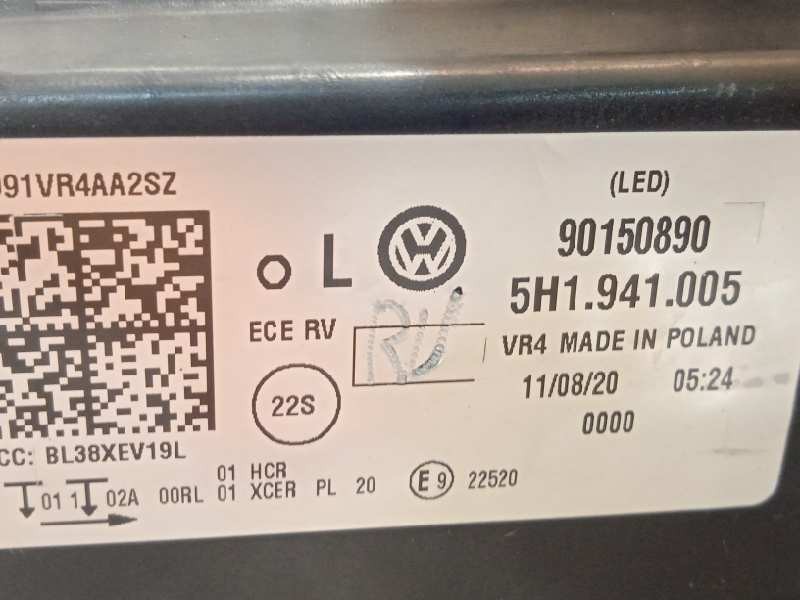 91VR4AA2SZ
(LED)
90150890
L
5H1.941.005
ECE RV
VR4 MADE IN POLAND
22S
11/08/20 05:24
0000
CC: BL38XEV19L
01 1 02A 00RL 01 HCR
01 XCER PL 20
E 9 22520